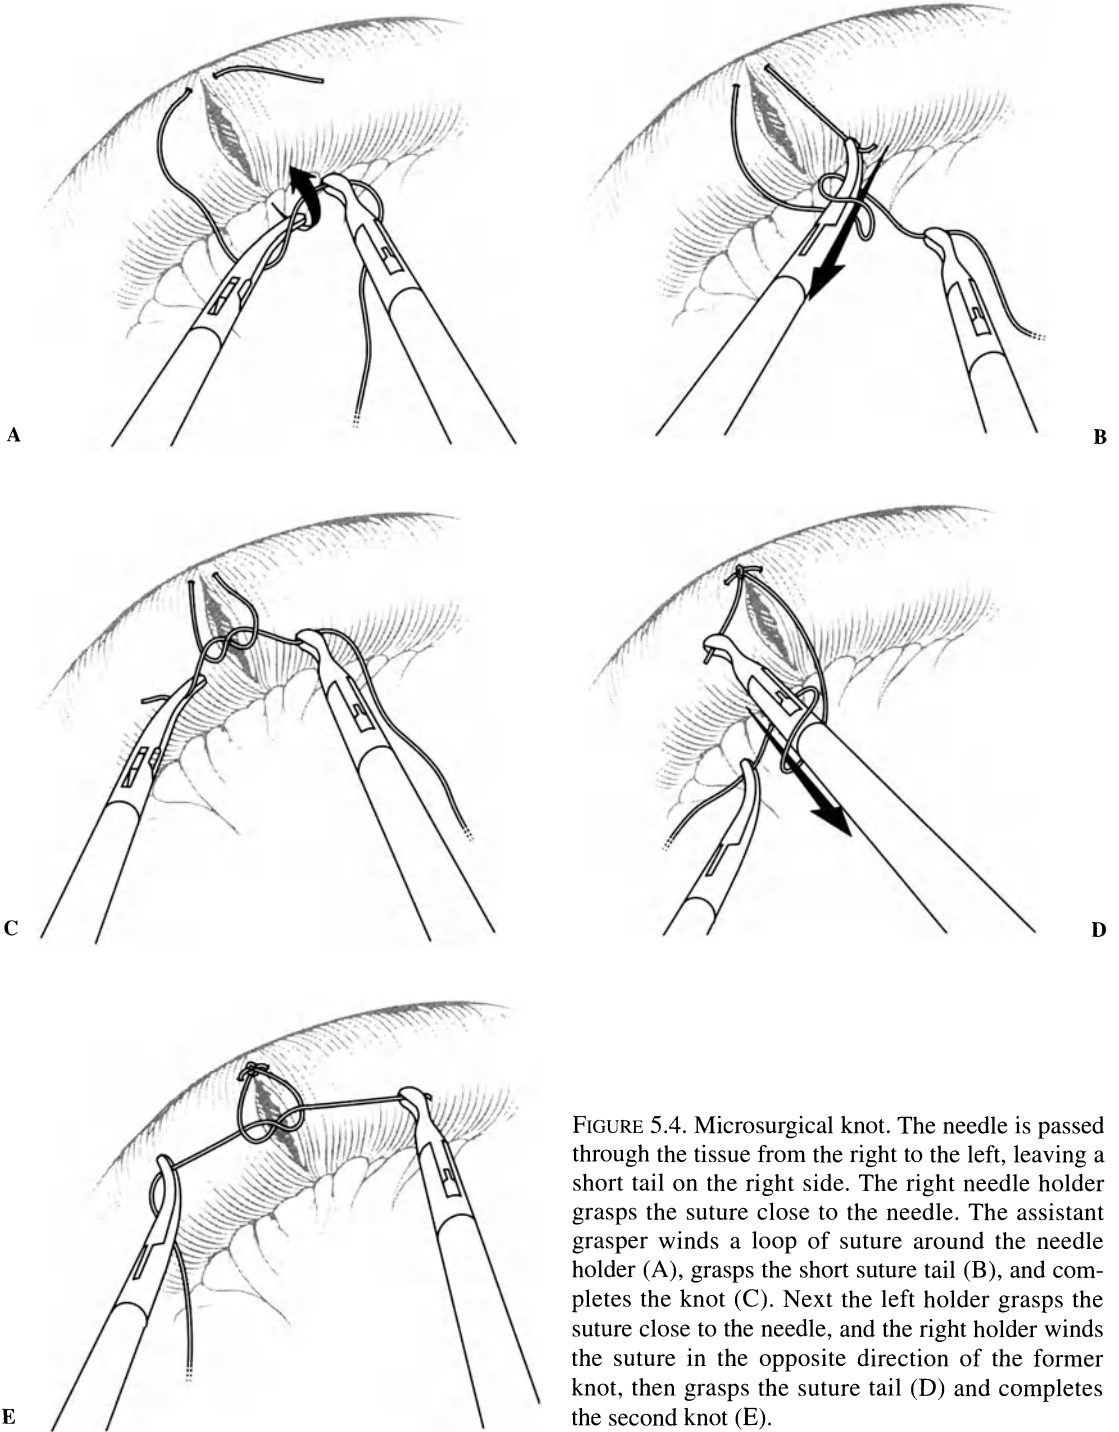 A
B
C
D
E
FIGURE 5.4. Microsurgical knot. The needle is passed
through the tissue from the right to the left, leaving a
short tail on the right side. The right needle holder
grasps the suture close to the needle. The assistant
grasper winds a loop of suture around the needle
holder (A), grasps the short suture tail (B), and com-
pletes the knot (C). Next the left holder grasps the
suture close to the needle, and the right holder winds
the suture in the opposite direction of the former
knot, then grasps the suture tail (D) and completes
the second knot (E).